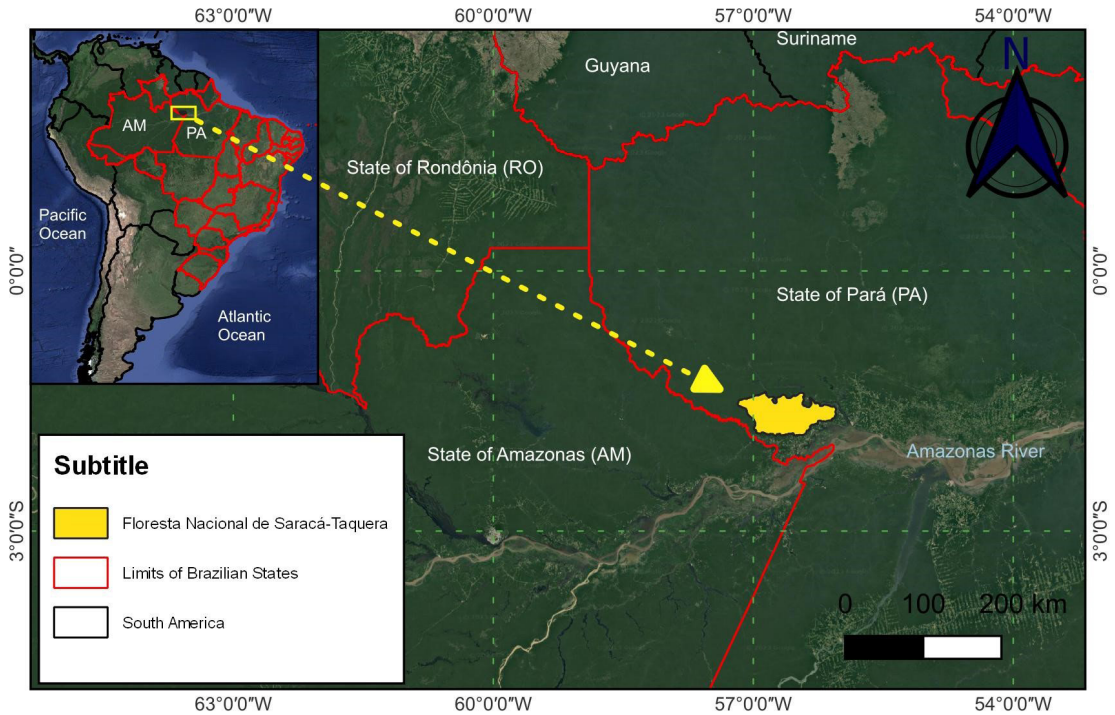 63°0′0″W 60°0′0″W 57°0′0″W 54°0′0″W
Suriname
Guyana
N
AM
PA
State of Rondônia (RO)
Pacific
Ocean
0°0′0″
0°0′0″
State of Pará (PA)
Atlantic
Ocean
State of Amazonas (AM)
Amazonas River
Subtitle
Floresta Nacional de Saracá-Taquera
Limits of Brazilian States
South America
3°0′0″S
3°0′0″S
0 100 200 km
63°0′0″W 60°0′0″W 57°0′0″W 54°0′0″W